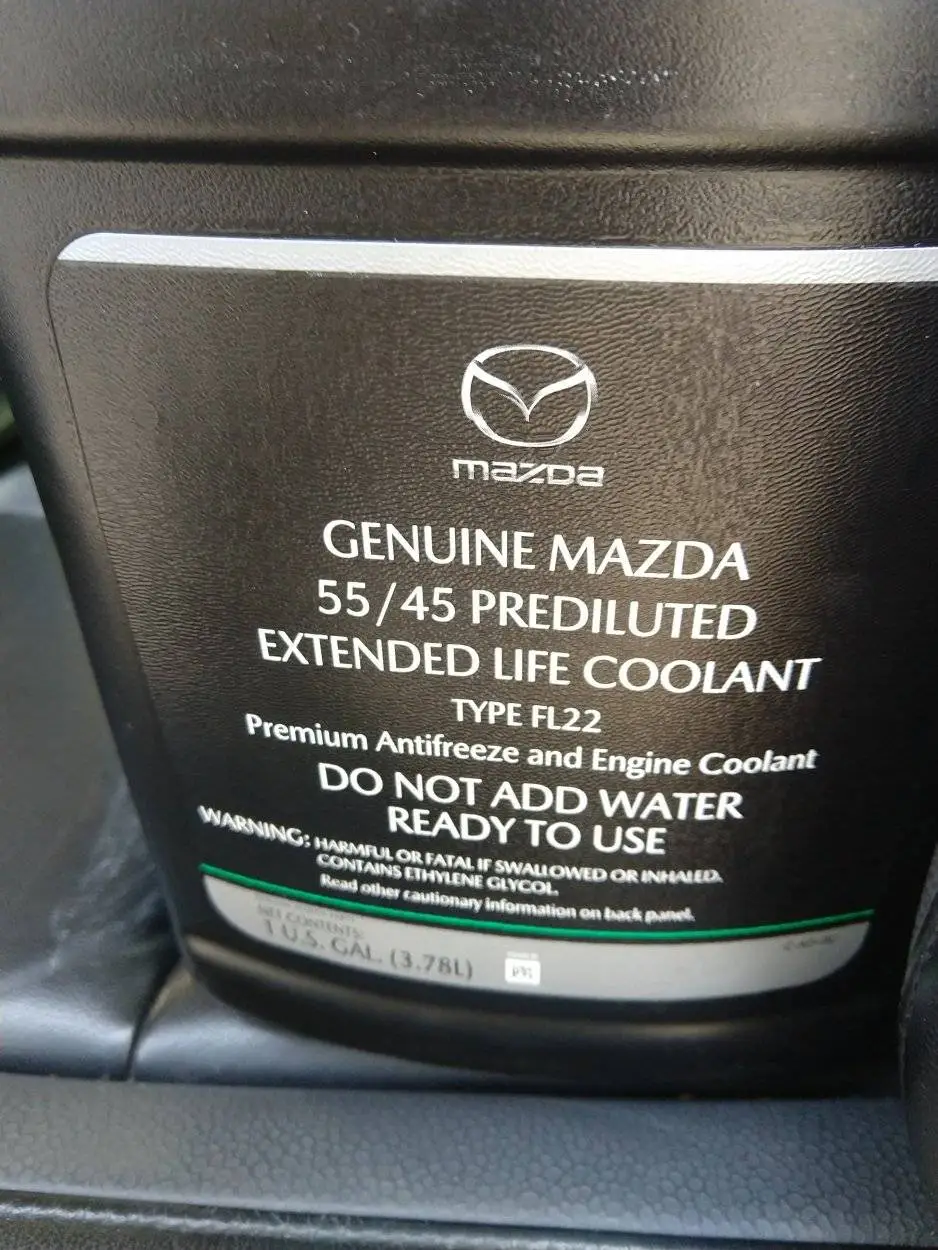 mazda
GENUINE MAZDA
55/45 PREDILUTED
EXTENDED LIFE COOLANT
TYPE FL22
Premium Antifreeze and Engine Coolant
DO NOT ADD WATER
READY TO USE
WARNING: HARMFUL OR FATAL IF SWALLOWED OR INHALED.
CONTAINS ETHYLENE GLYCOL.
Read other cautionary information on back panel.
NET CONTENTS:
1 U.S. GAL. (3.78L)